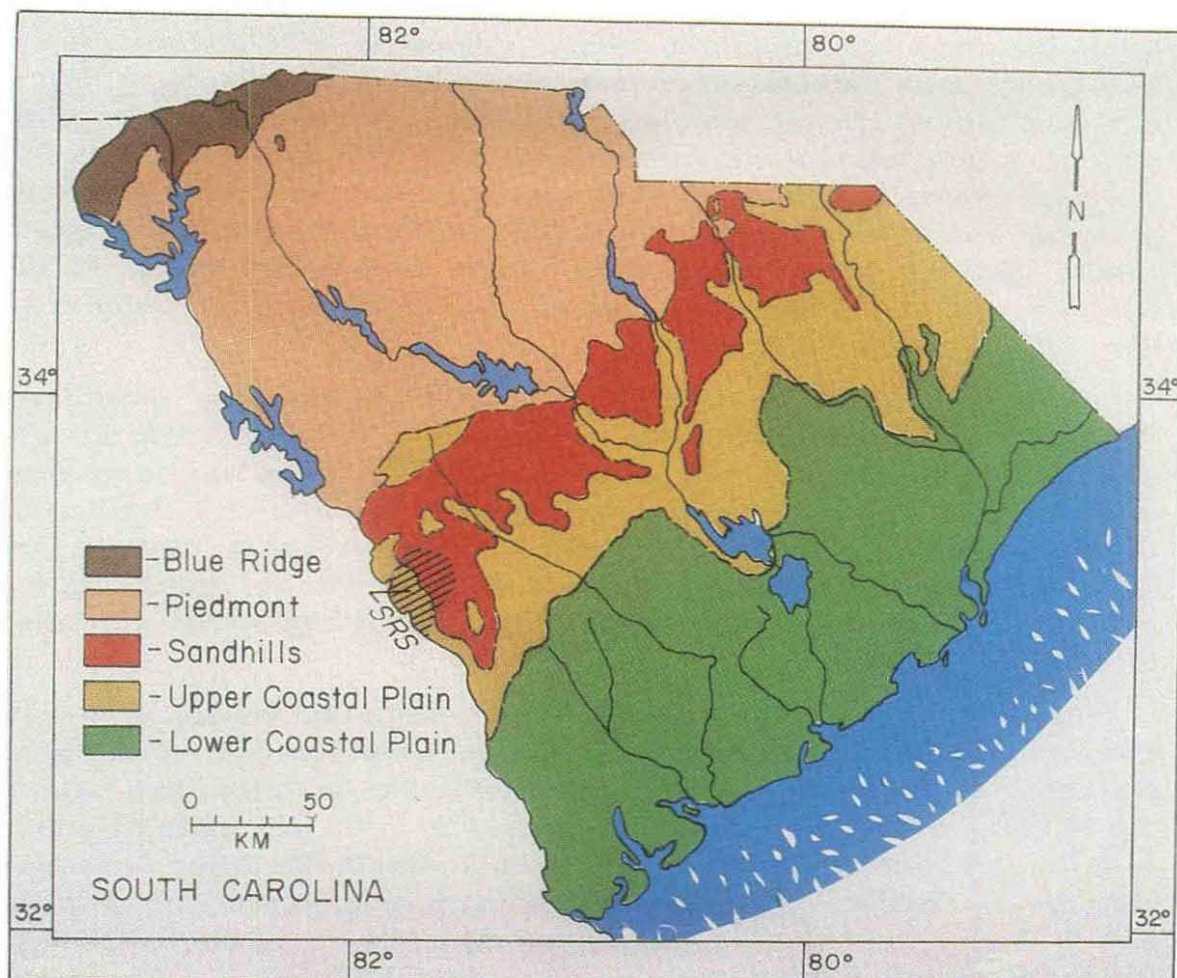 82°
80°
N
34°
34°
-Blue Ridge
-Piedmont
-Sandhills
-Upper Coastal Plain
-Lower Coastal Plain
SRS
0 50
KM
SOUTH CAROLINA
32°
32°
82°
80°